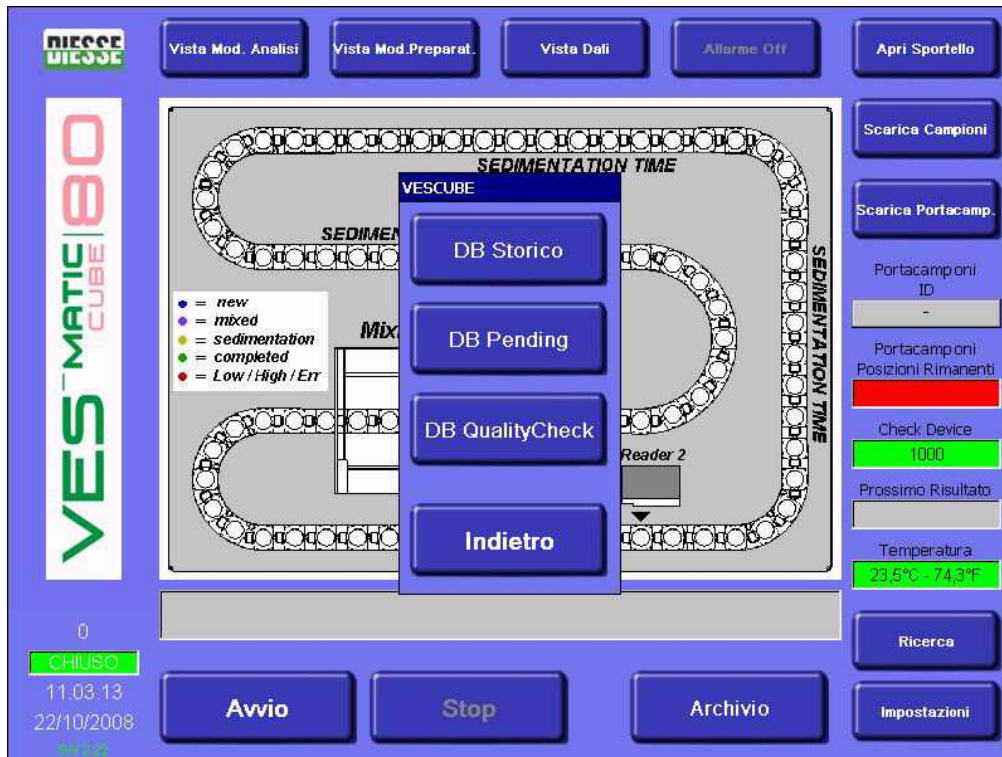 DIESSE
Vista Mod. Analisi
Vista Mod.Preparat.
Vista Dali
Allarme Off
Apri Sportello
VES-MATIC CUBE 80
SEDIMENTATION TIME
VESCUBE
DB Storico
DB Pending
DB QualityCheck
Indietro
SEDIMEN
= new
= mixed
= sedimentation
= completed
= Low / High / Err
Mix
Reader 2
SEDIMENTATION TIME
Scarica Campioni
Scarica Portacamp.
Portacamponi
ID
-
Portacamponi
Posizioni Rimanenti
Check Device
1000
Prossimo Risultato
Temperatura
23,5°C - 74,3°F
Ricerca
Impostazioni
0
CHIUSO
11.03.13
22/10/2008
Avvio
Stop
Archivio